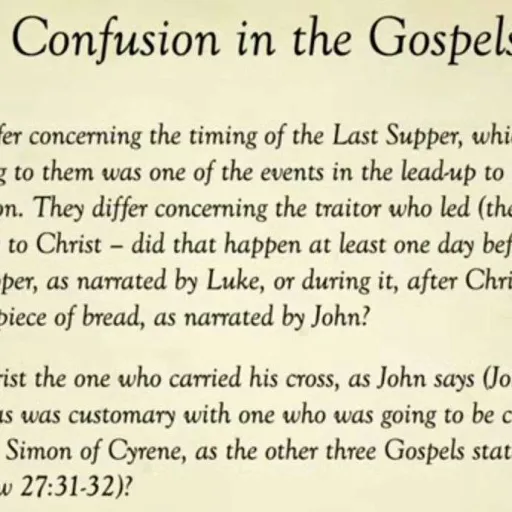 Confusion in the Gospels
fer concerning the timing of the Last Supper, whi
g to them was one of the events in the lead-up to
on. They differ concerning the traitor who led (the
to Christ – did that happen at least one day bef
per, as narrated by Luke, or during it, after Chri
piece of bread, as narrated by John?
rist the one who carried his cross, as John says (Jo
as was customary with one who was going to be c
Simon of Cyrene, as the other three Gospels stat
w 27:31-32)?